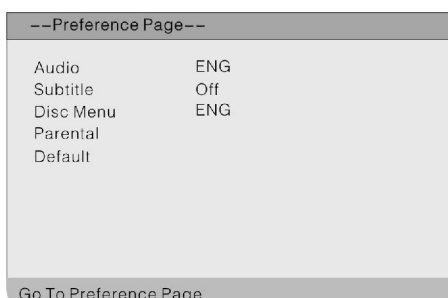 --Preference Page--
Audio ENG
Subtitle Off
Disc Menu ENG
Parental
Default
Go To Preference Page